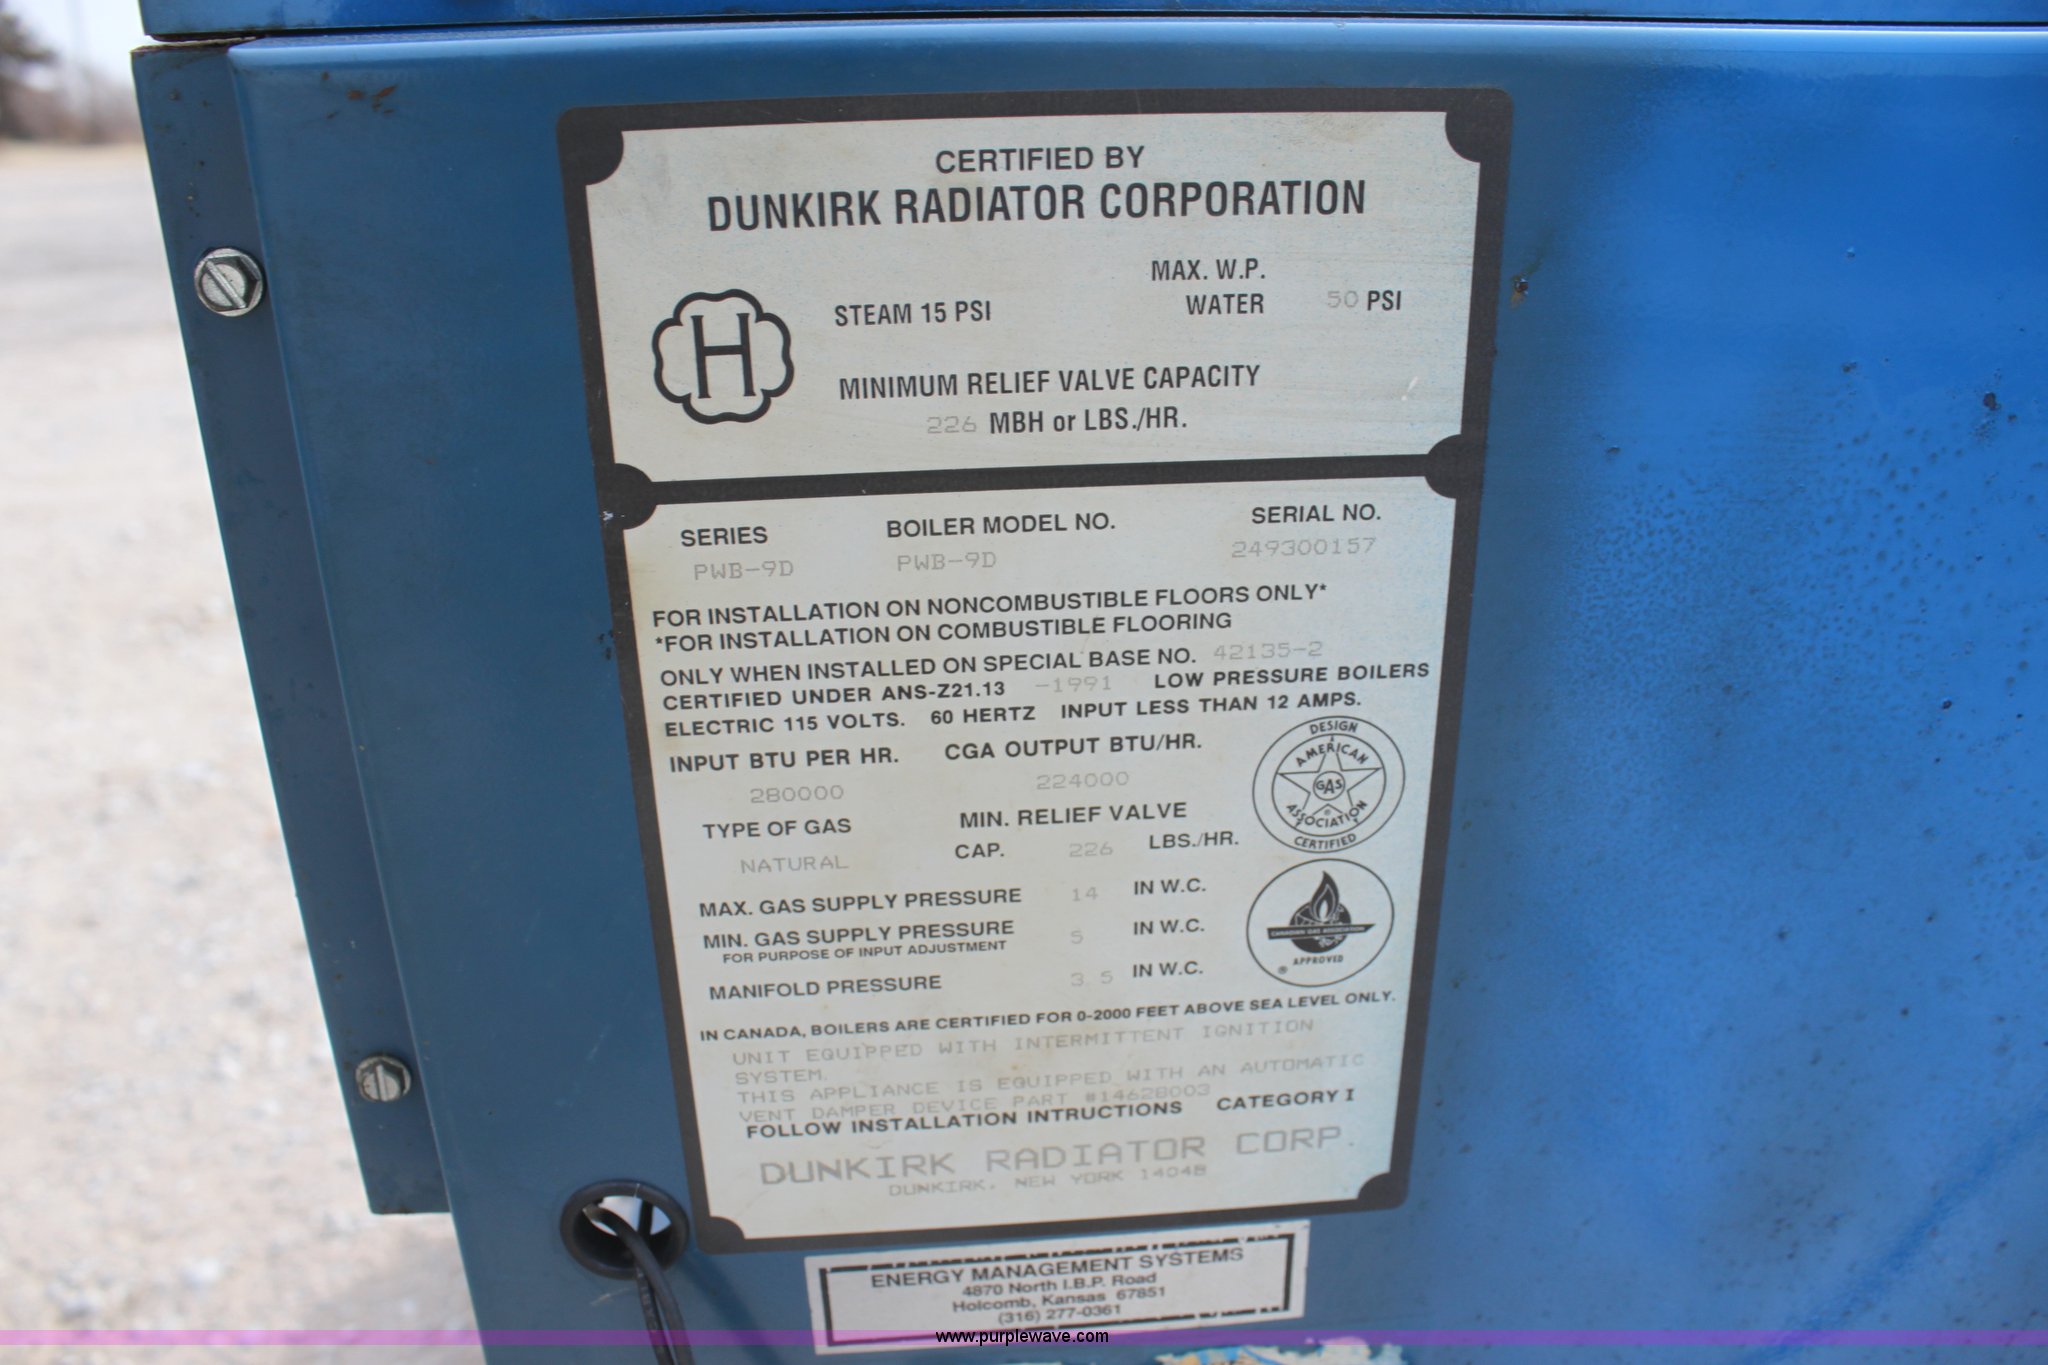 CERTIFIED BY
DUNKIRK RADIATOR CORPORATION
MAX. W.P.
STEAM 15 PSI WATER 50 PSI
H
MINIMUM RELIEF VALVE CAPACITY
226 MBH or LBS./HR.
SERIES BOILER MODEL NO. SERIAL NO.
PWB-9D PWB-9D 249300157
FOR INSTALLATION ON NONCOMBUSTIBLE FLOORS ONLY*
*FOR INSTALLATION ON COMBUSTIBLE FLOORING
ONLY WHEN INSTALLED ON SPECIAL BASE NO. 42135-2
CERTIFIED UNDER ANS-Z21.13 -1991 LOW PRESSURE BOILERS
ELECTRIC 115 VOLTS. 60 HERTZ INPUT LESS THAN 12 AMPS.
INPUT BTU PER HR. CGA OUTPUT BTU/HR.
280000 224000
DESIGN
AMERICAN
GAS
ASSOCIATION
®
CERTIFIED
TYPE OF GAS MIN. RELIEF VALVE
NATURAL CAP. 226 LBS./HR.
MAX. GAS SUPPLY PRESSURE 14 IN W.C.
MIN. GAS SUPPLY PRESSURE 5 IN W.C.
FOR PURPOSE OF INPUT ADJUSTMENT
CANADIAN GAS ASSOCIATION
APPROVED
®
MANIFOLD PRESSURE 3 5 IN W.C.
IN CANADA, BOILERS ARE CERTIFIED FOR 0-2000 FEET ABOVE SEA LEVEL ONLY.
UNIT EQUIPPED WITH INTERMITTENT IGNITION
SYSTEM.
THIS APPLIANCE IS EQUIPPED WITH AN AUTOMATIC
VENT DAMPER DEVICE PART #14628003
FOLLOW INSTALLATION INTRUCTIONS CATEGORY I
DUNKIRK RADIATOR CORP.
DUNKIRK, NEW YORK 14048
ENERGY MANAGEMENT SYSTEMS
4870 North I.B.P. Road
Holcomb, Kansas 67851
(316) 277-0361
www.purplewave.com